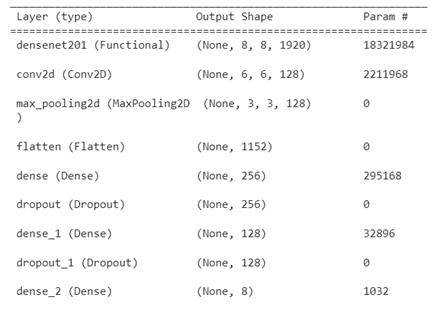 Layer (type) Output Shape Param #
densenet201 (Functional) (None, 8, 8, 1920) 18321984
conv2d (Conv2D) (None, 6, 6, 128) 2211968
max_pooling2d (MaxPooling2D (None, 3, 3, 128) 0
)
flatten (Flatten) (None, 1152) 0
dense (Dense) (None, 256) 295168
dropout (Dropout) (None, 256) 0
dense_1 (Dense) (None, 128) 32896
dropout_1 (Dropout) (None, 128) 0
dense_2 (Dense) (None, 8) 1032